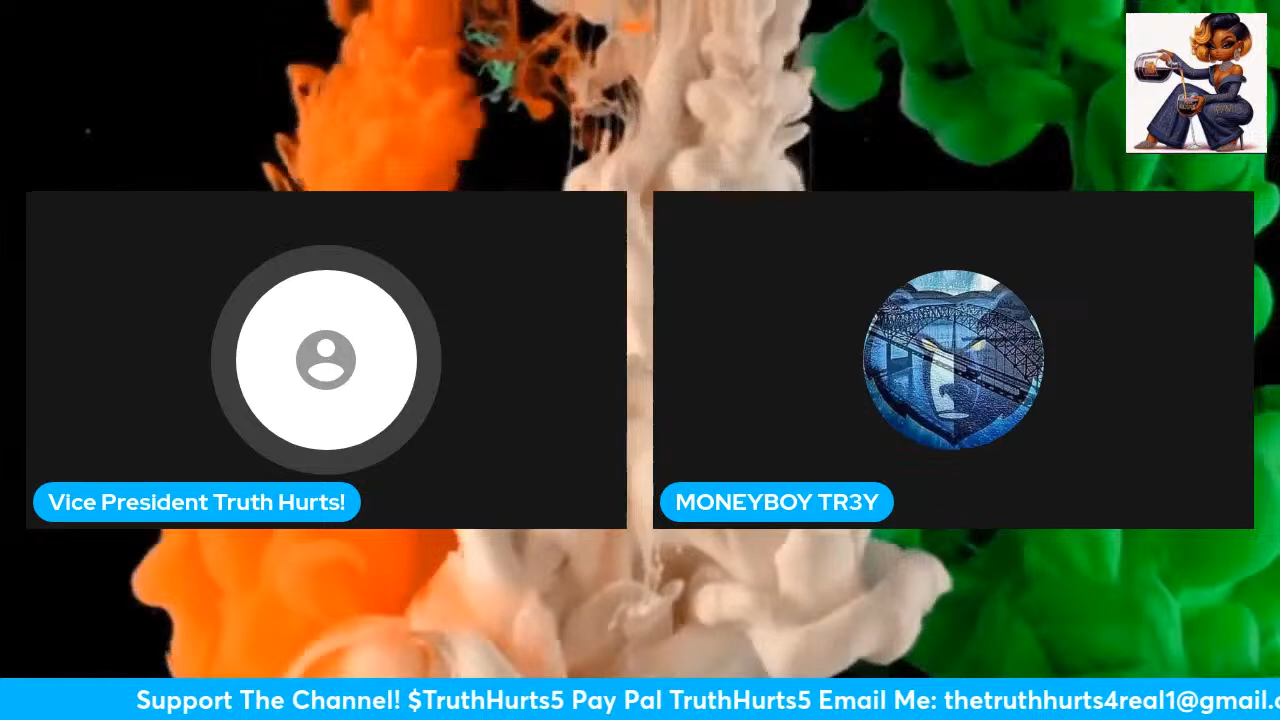 Vice President Truth Hurts!
MONEYBOY TR3Y
Support The Channel! $TruthHurts5 Pay Pal TruthHurts5 Email Me: thetruthhurts4real1@gmail.c